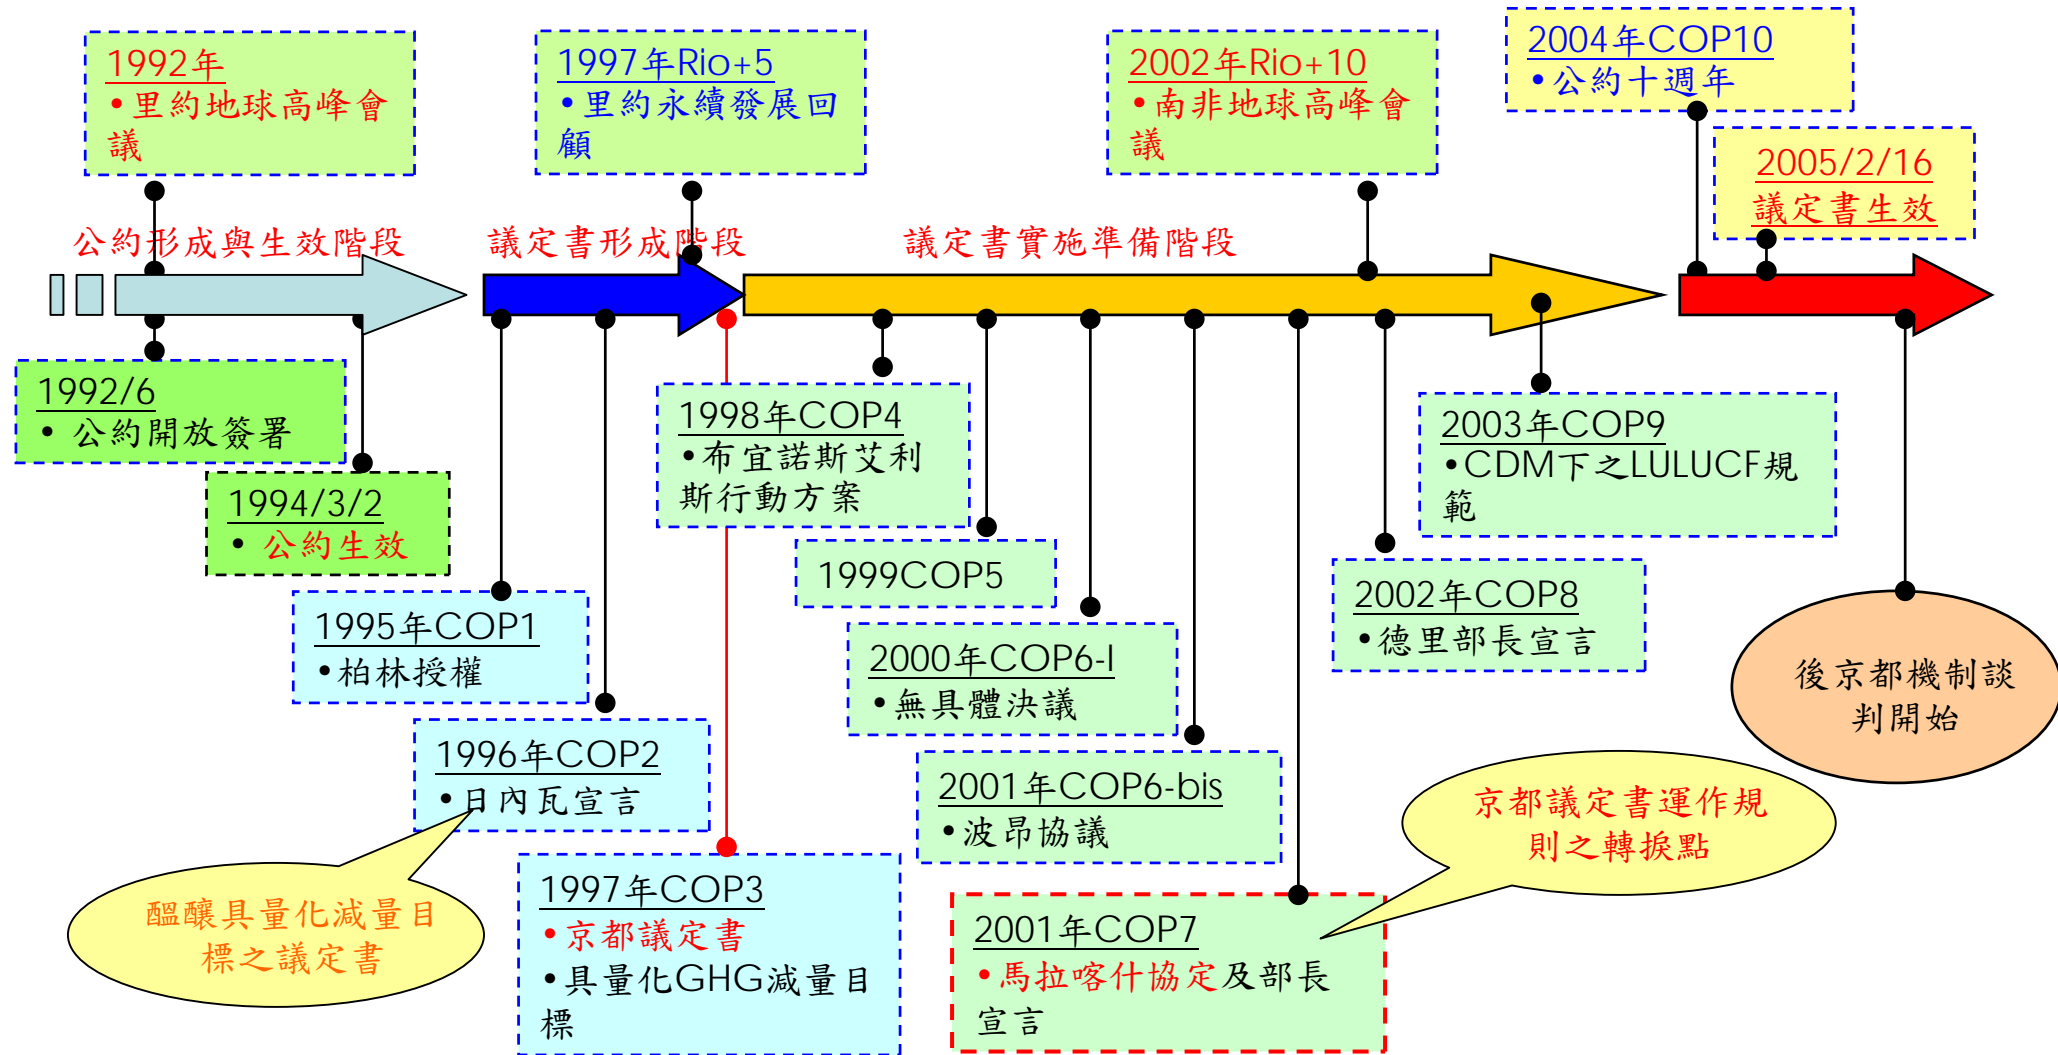 1992年
•里約地球高峰會
議
1997年Rio+5
•里約永續發展回
顧
2002年Rio+10
•南非地球高峰會
議
2004年COP10
•公約十週年
2005/2/16
議定書生效
公約形成與生效階段
議定書形成階段
議定書實施準備階段
1992/6
• 公約開放簽署
1994/3/2
• 公約生效
1995年COP1
•柏林授權
1996年COP2
•日內瓦宣言
醞釀具量化減量目
標之議定書
1997年COP3
•京都議定書
•具量化GHG減量目
標
1998年COP4
•布宜諾斯艾利
斯行動方案
1999COP5
2000年COP6-I
•無具體決議
2001年COP6-bis
•波昂協議
2001年COP7
•馬拉喀什協定及部長
宣言
京都議定書運作規
則之轉捩點
2002年COP8
•德里部長宣言
2003年COP9
•CDM下之LULUCF規
範
後京都機制談
判開始